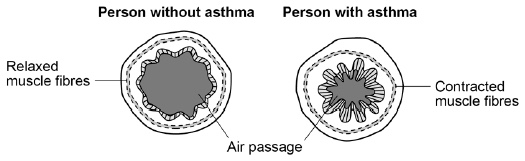 Person without asthma
Person with asthma
Relaxed
muscle fibres
Contracted
muscle fibres
Air passage